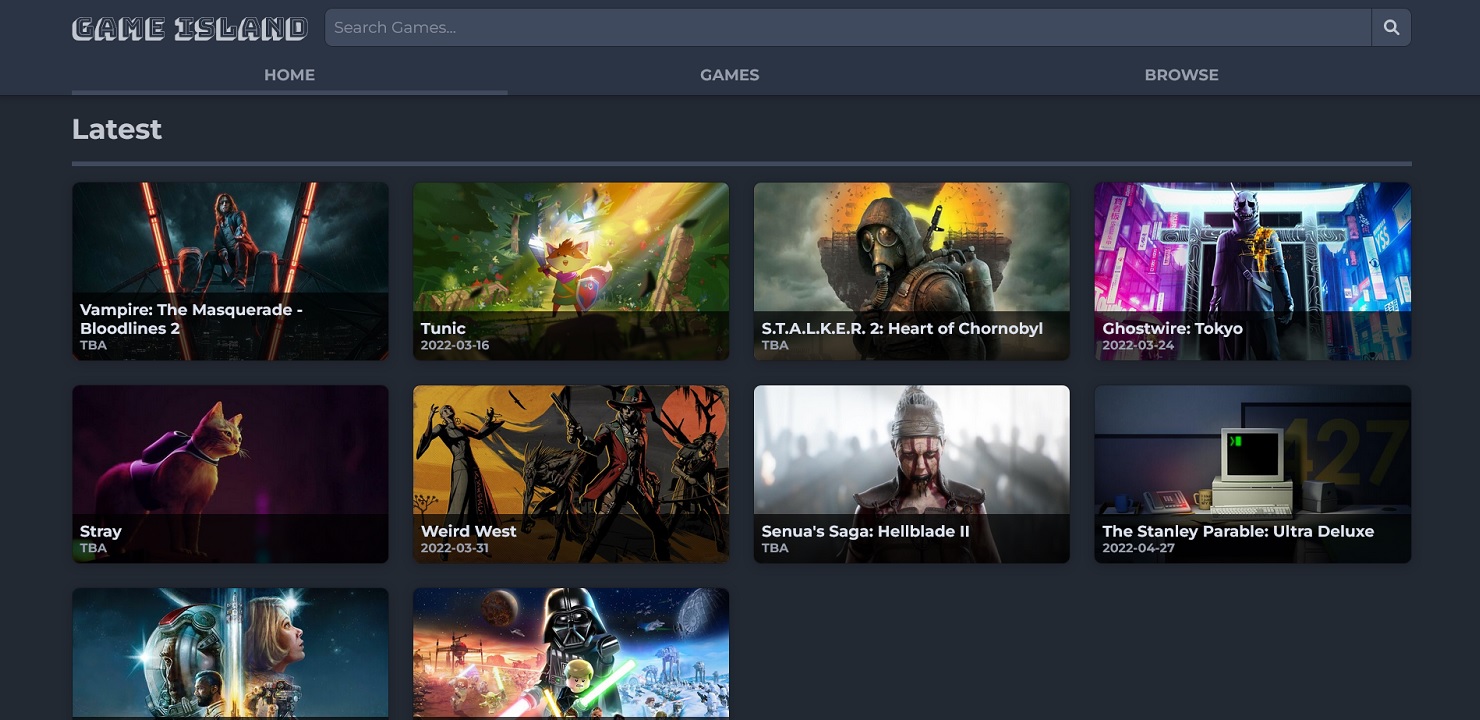 GAME ISLAND
Search Games...
HOME
GAMES
BROWSE
Latest
Vampire: The Masquerade -
Bloodlines 2
TBA
Tunic
2022-03-16
S.T.A.L.K.E.R. 2: Heart of Chornobyl
TBA
Ghostwire: Tokyo
2022-03-24
Stray
TBA
Weird West
2022-03-31
Senua's Saga: Hellblade II
TBA
427
The Stanley Parable: Ultra Deluxe
2022-04-27